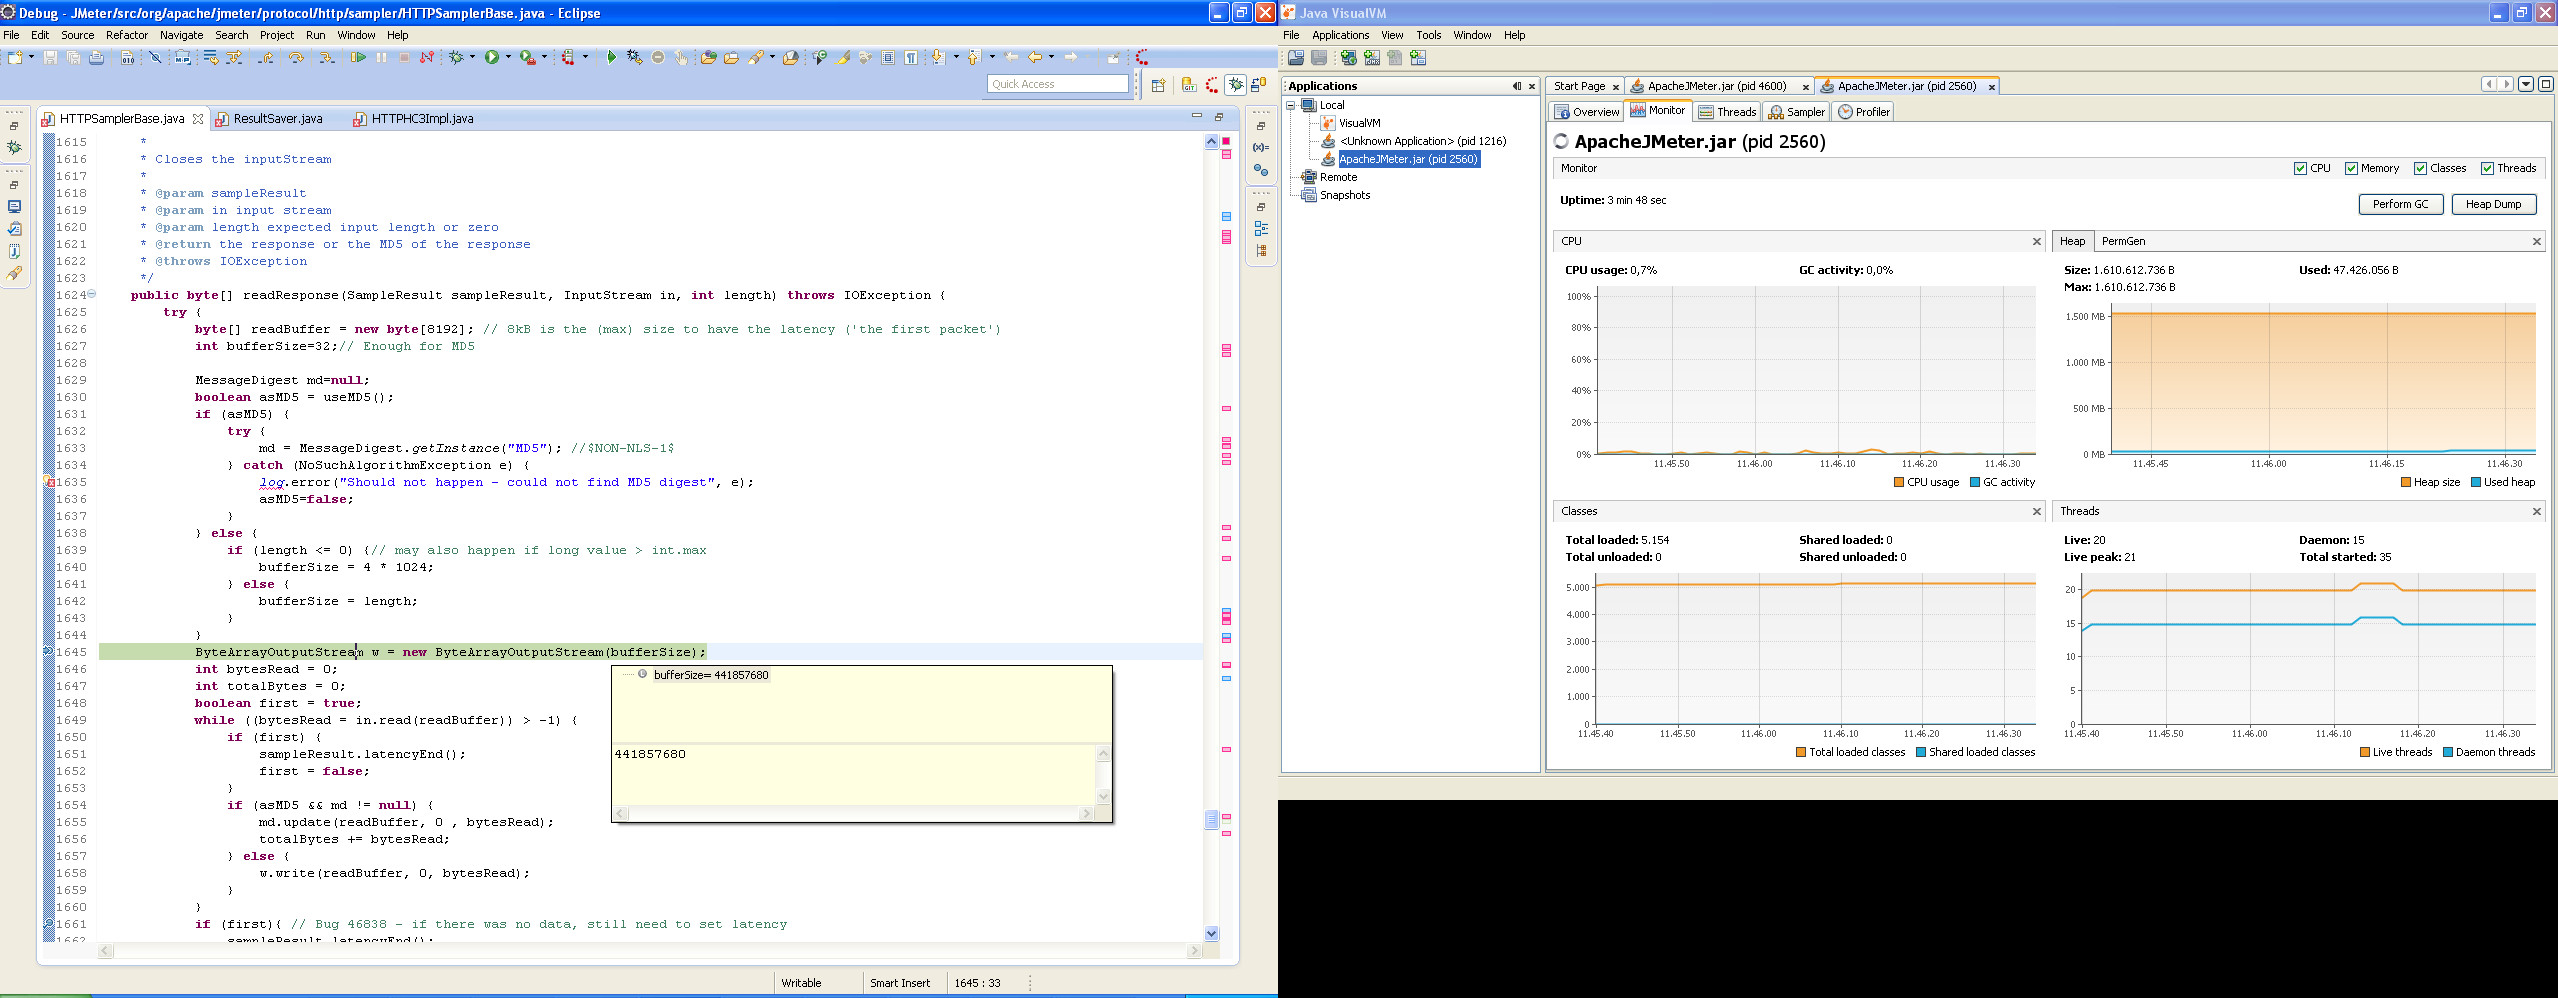 Debug - JMeter/src/org/apache/jmeter/protocol/http/sampler/HTTPSamplerBase.java - Eclipse
File Edit Source Refactor Navigate Search Project Run Window Help
Quick Access
HTTPSamplerBase.java ResultSaver.java HTTPHC3Impl.java
1615 *
1616 * Closes the inputStream
1617 *
1618 * @param sampleResult
1619 * @param in input stream
1620 * @param length expected input length or zero
1621 * @return the response or the MD5 of the response
1622 * @throws IOException
1623 */
1624 public byte[] readResponse(SampleResult sampleResult, InputStream in, int length) throws IOException {
1625 try {
1626 byte[] readBuffer = new byte[8192]; // 8kB is the (max) size to have the latency ('the first packet')
1627 int bufferSize=32;// Enough for MD5
1628
1629 MessageDigest md=null;
1630 boolean asMD5 = useMD5();
1631 if (asMD5) {
1632 try {
1633 md = MessageDigest.getInstance("MD5"); //$NON-NLS-1$
1634 } catch (NoSuchAlgorithmException e) {
1635 log.error("Should not happen - could not find MD5 digest", e);
1636 asMD5=false;
1637 }
1638 } else {
1639 if (length <= 0) {// may also happen if long value > int.max
1640 bufferSize = 4 * 1024;
1641 } else {
1642 bufferSize = length;
1643 }
1644 }
1645 ByteArrayOutputStream w = new ByteArrayOutputStream(bufferSize);
1646 int bytesRead = 0;
1647 int totalBytes = 0;
1648 boolean first = true;
1649 while ((bytesRead = in.read(readBuffer)) > -1) {
1650 if (first) {
1651 sampleResult.latencyEnd();
1652 first = false;
1653 }
1654 if (asMD5 && md != null) {
1655 md.update(readBuffer, 0 , bytesRead);
1656 totalBytes += bytesRead;
1657 } else {
1658 w.write(readBuffer, 0, bytesRead);
1659 }
1660 }
1661 if (first){ // Bug 46838 - if there was no data, still need to set latency
1662 sampleResult.latencyEnd();
bufferSize= 441857680
441857680
Writable Smart Insert 1645 : 33
Java VisualVM
File Applications View Tools Window Help
Applications
Local
VisualVM
<Unknown Application> (pid 1216)
ApacheJMeter.jar (pid 2560)
Remote
Snapshots
Start Page ApacheJMeter.jar (pid 4600) ApacheJMeter.jar (pid 2560)
Overview Monitor Threads Sampler Profiler
ApacheJMeter.jar (pid 2560)
Monitor CPU Memory Classes Threads
Uptime: 3 min 48 sec
Perform GC Heap Dump
CPU
CPU usage: 0,7% GC activity: 0,0%
100%
80%
60%
40%
20%
0%
11.45.50 11.46.00 11.46.10 11.46.20 11.46.30
CPU usage GC activity
Heap PermGen
Size: 1.610.612.736 B Used: 47.426.056 B
Max: 1.610.612.736 B
1.500 MB
1.000 MB
500 MB
0 MB
11.45.45 11.46.00 11.46.15 11.46.30
Heap size Used heap
Classes
Total loaded: 5.154 Shared loaded: 0
Total unloaded: 0 Shared unloaded: 0
5.000
4.000
3.000
2.000
1.000
0
11.45.40 11.45.50 11.46.00 11.46.10 11.46.20 11.46.30
Total loaded classes Shared loaded classes
Threads
Live: 20 Daemon: 15
Live peak: 21 Total started: 35
20
15
10
5
0
11.45.40 11.45.50 11.46.00 11.46.10 11.46.20 11.46.30
Live threads Daemon threads